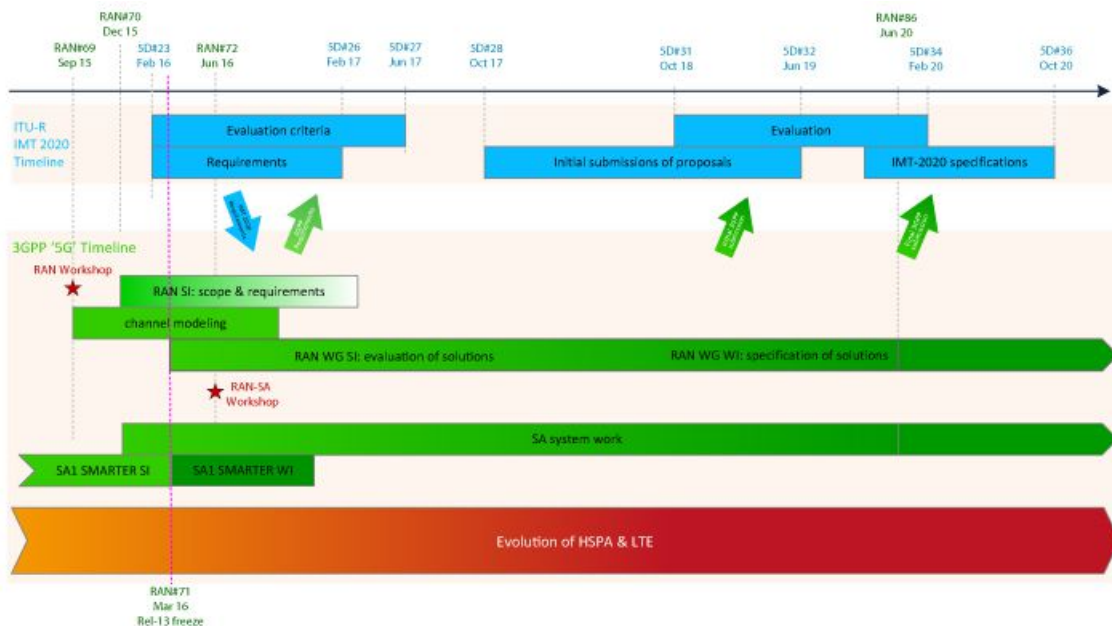 RAN#70
Dec 15
RAN#86
Jun 20
RAN#69
Sep 15
5D#23
Feb 16
RAN#72
Jun 16
5D#26
Feb 17
5D#27
Jun 17
5D#28
Oct 17
5D#31
Oct 18
5D#32
Jun 19
5D#34
Feb 20
5D#36
Oct 20
ITU-R
IMT 2020
Timeline
Evaluation criteria
Evaluation
Requirements
Initial submissions of proposals
IMT-2020 specifications
3GPP '5G' Timeline
RAN Workshop
RAN SI: scope & requirements
channel modeling
RAN WG SI: evaluation of solutions
RAN WG WI: specification of solutions
RAN-SA
Workshop
SA system work
SA1 SMARTER SI
SA1 SMARTER WI
Evolution of HSPA & LTE
RAN#71
Mar 16
Rel-13 freeze